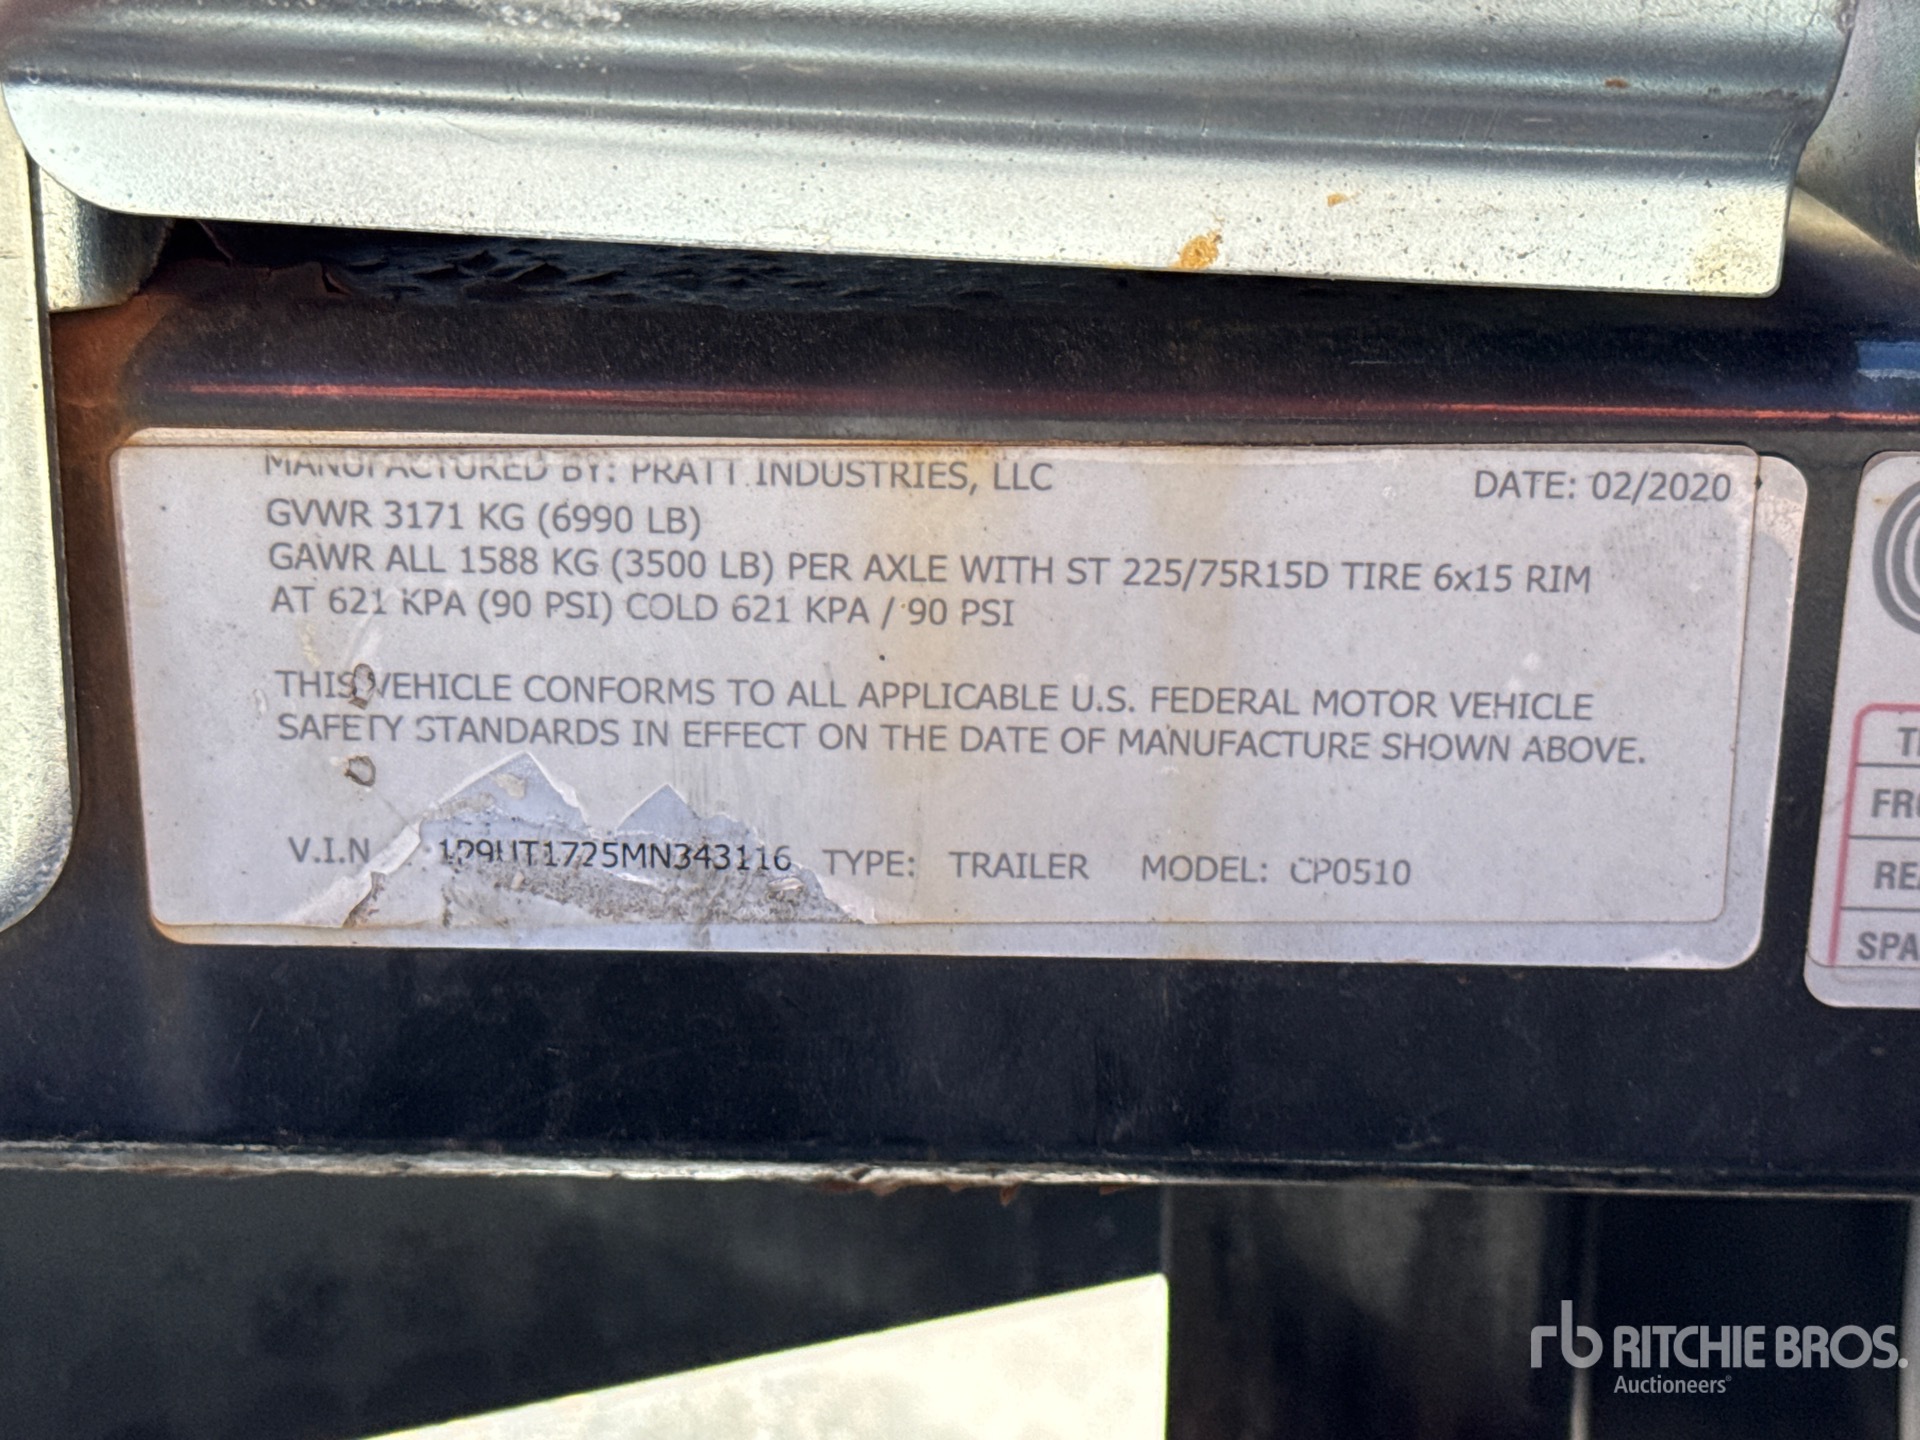 MANUFACTURED BY: PRATT INDUSTRIES, LLC DATE: 02/2020
GVWR 3171 KG (6990 LB)
GAWR ALL 1588 KG (3500 LB) PER AXLE WITH ST 225/75R15D TIRE 6x15 RIM
AT 621 KPA (90 PSI) COLD 621 KPA / 90 PSI
THIS VEHICLE CONFORMS TO ALL APPLICABLE U.S. FEDERAL MOTOR VEHICLE
SAFETY STANDARDS IN EFFECT ON THE DATE OF MANUFACTURE SHOWN ABOVE.
V.I.N 1P9UT1725MN343116 TYPE: TRAILER MODEL: CP0510
rb RITCHIE BROS.
Auctioneers